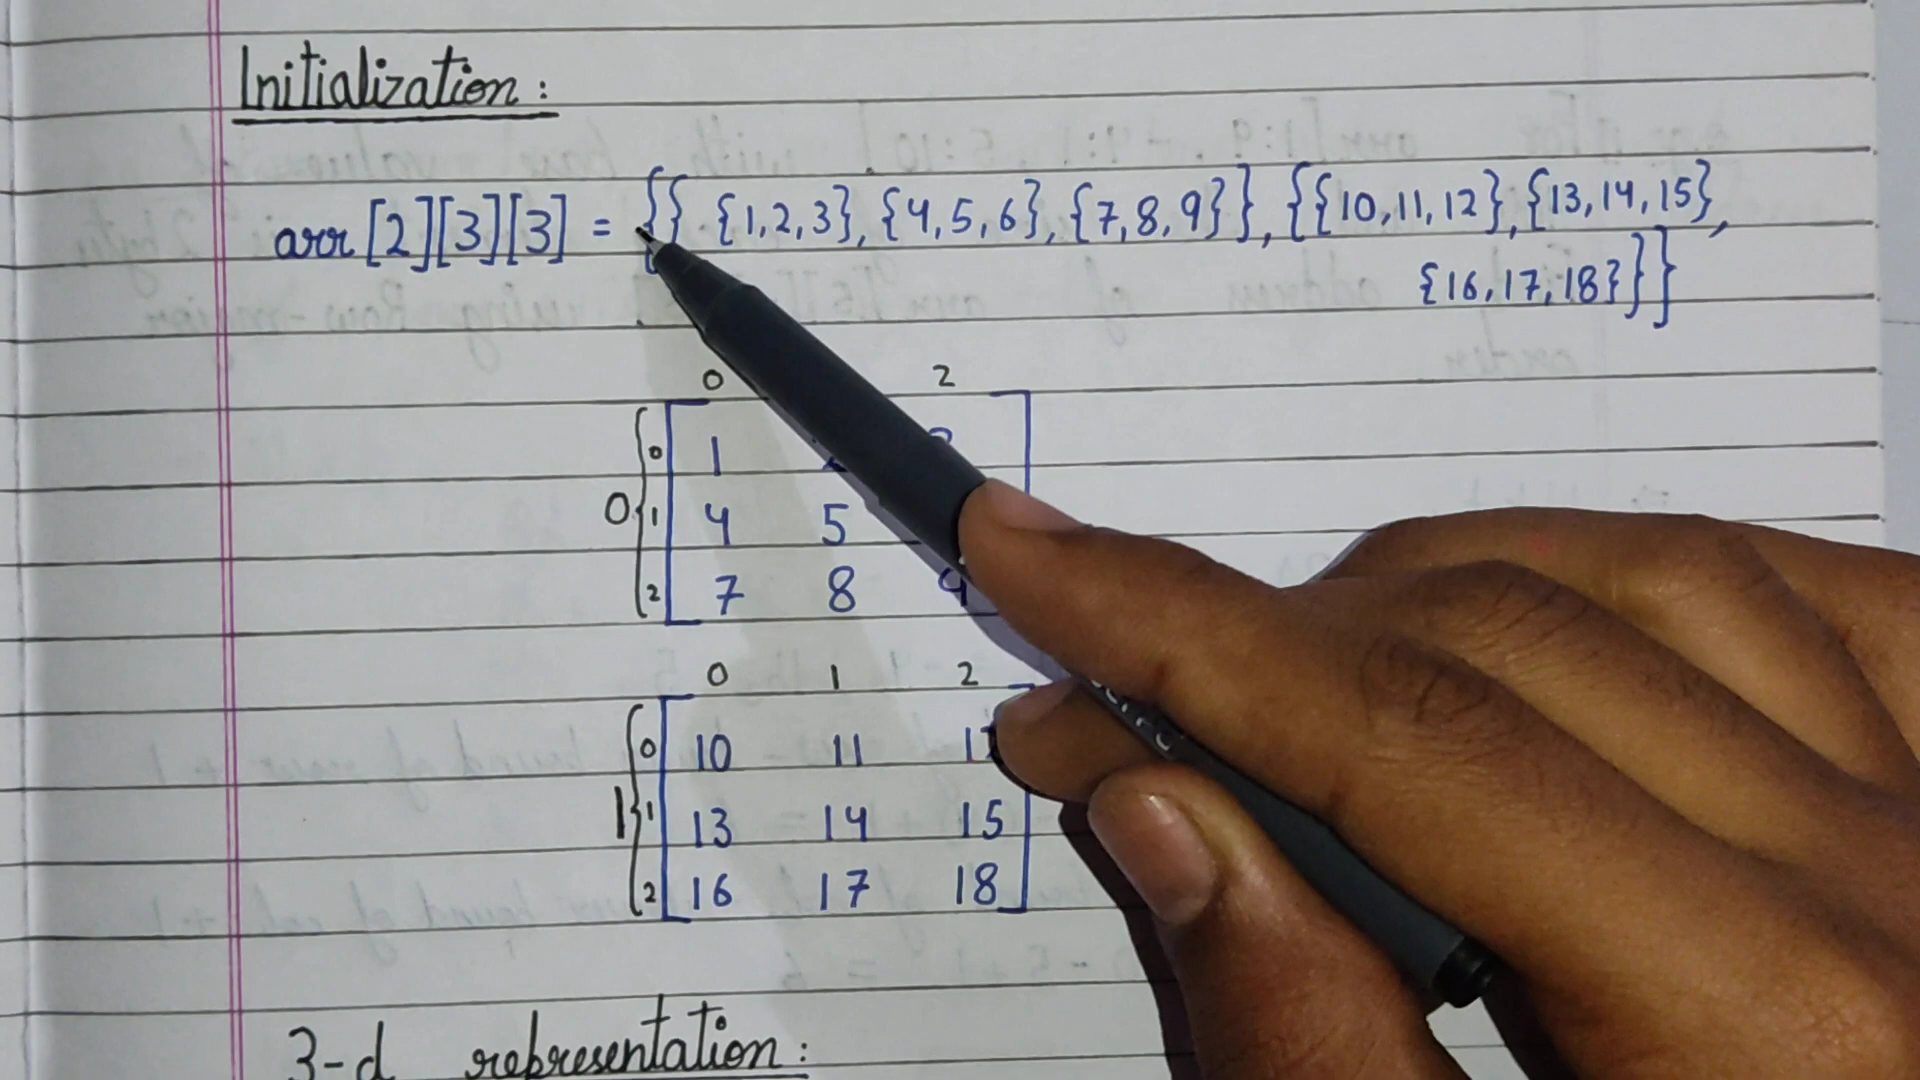 Initialization:
arr[2][3][3] = {{ {1,2,3}, {4,5,6}, {7,8,9}}, {{10,11,12}, {13,14,15},
{16,17,18}}}
0 2
0 1
0 1 4 5
2 7 8 9
0 1 2
0 10 11 12
1 1 13 14 15
2 16 17 18
3-d representation: